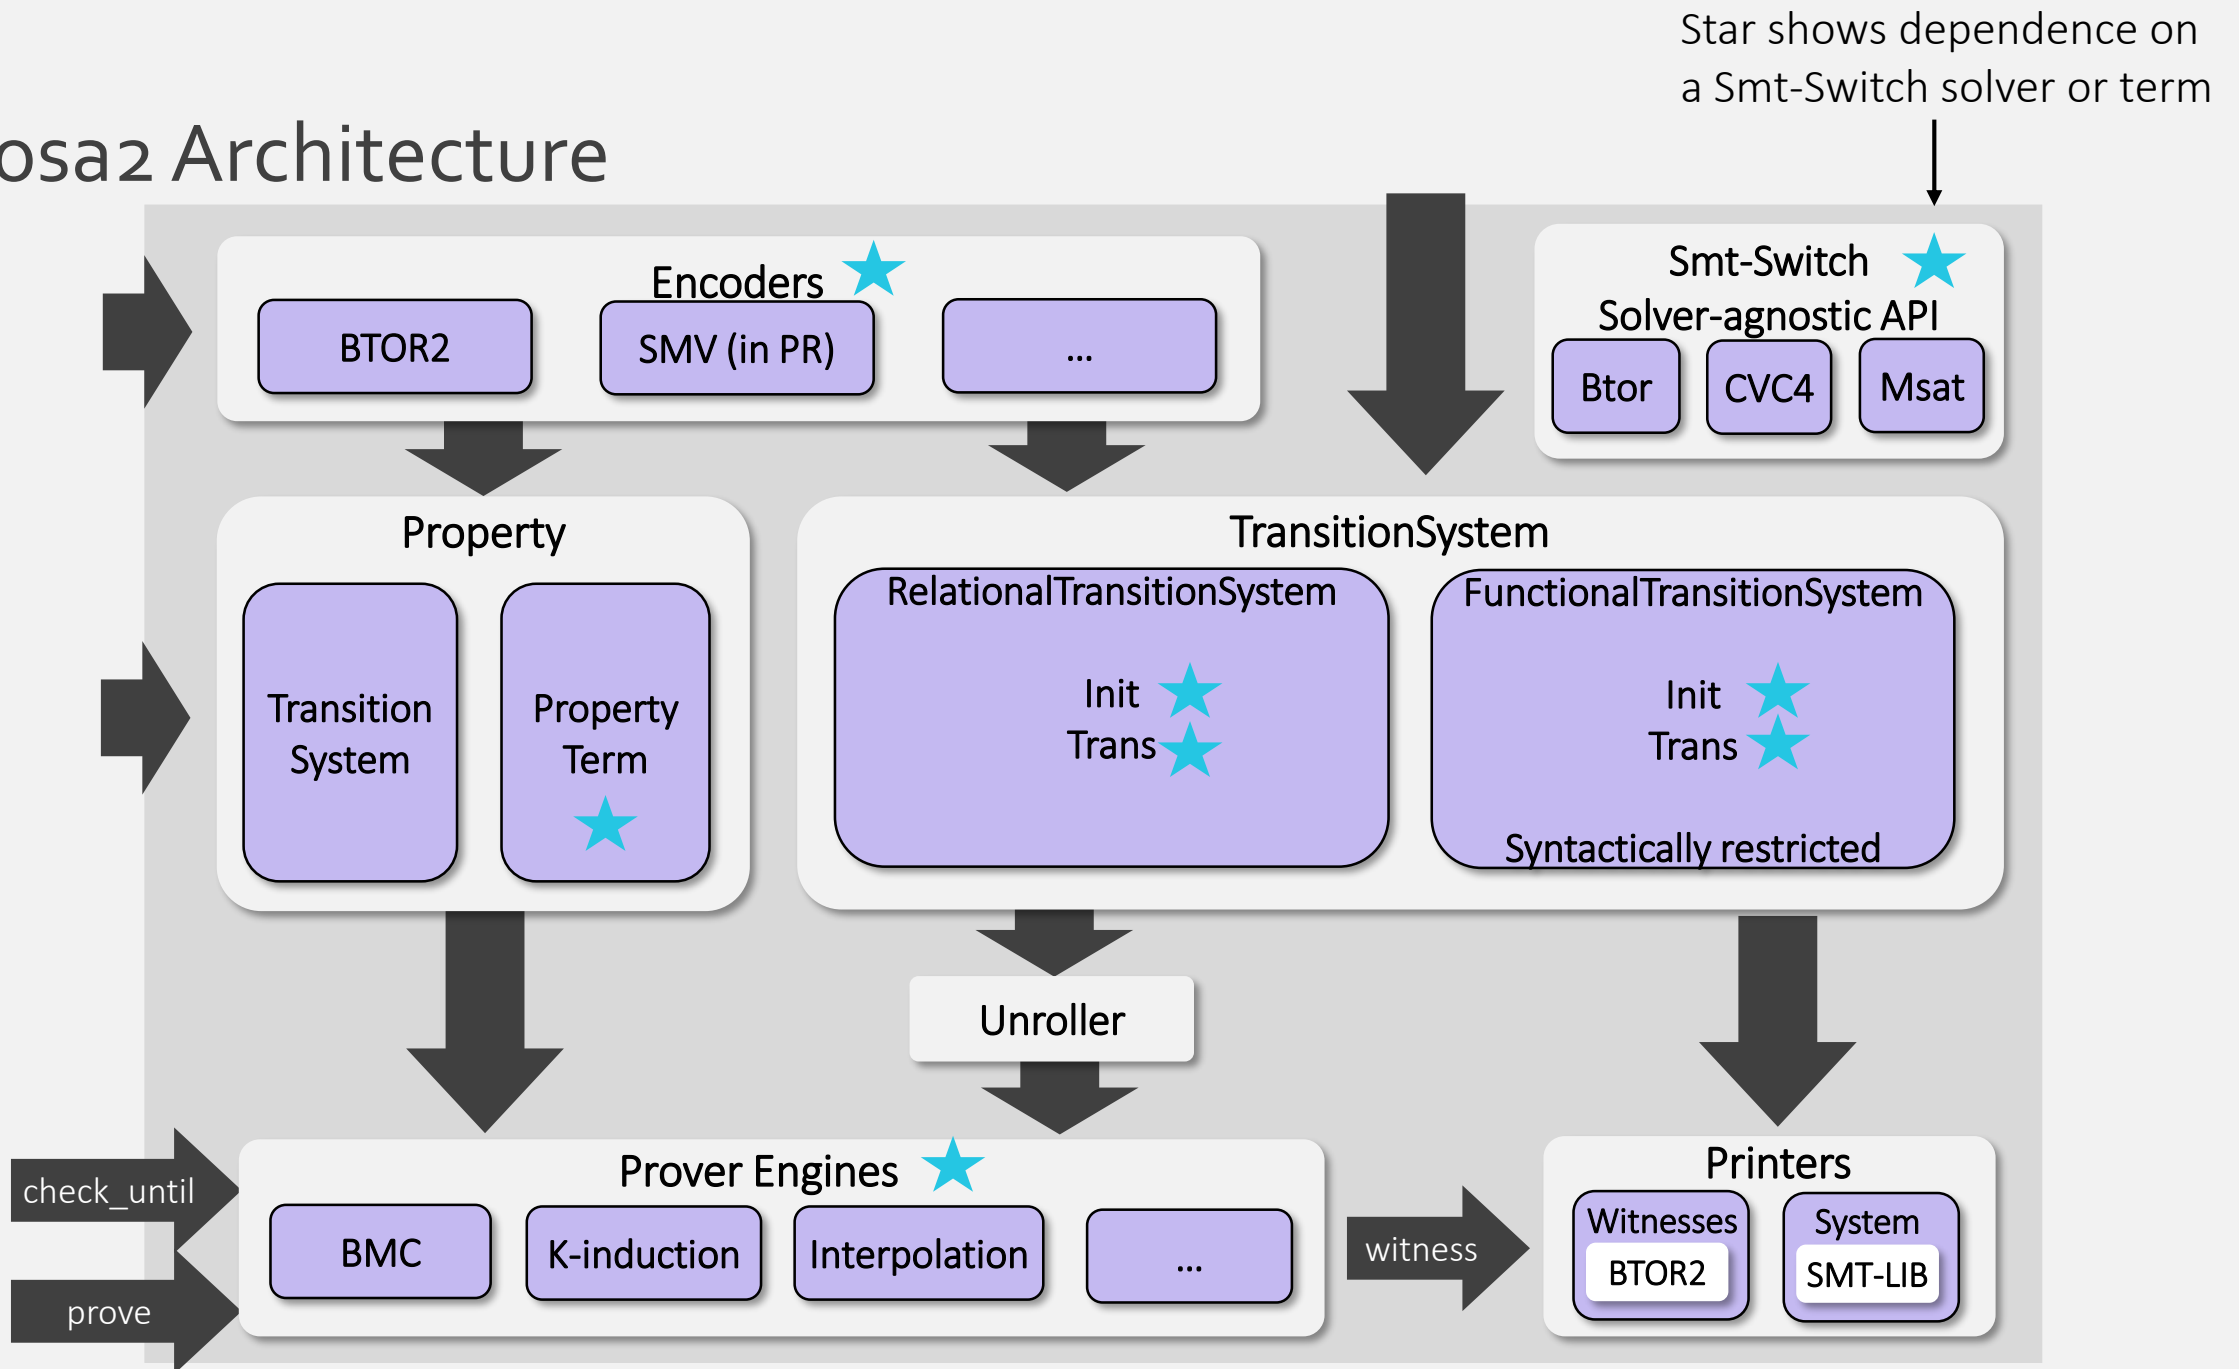 Star shows dependence on
a Smt-Switch solver or term
osa2 Architecture
Encoders
BTOR2
SMV (in PR)
...
Smt-Switch
Solver-agnostic API
Btor
CVC4
Msat
Property
Transition
System
Property
Term
TransitionSystem
RelationalTransitionSystem
Init
Trans
FunctionalTransitionSystem
Init
Trans
Syntactically restricted
Unroller
check_until
prove
Prover Engines
BMC
K-induction
Interpolation
...
witness
Printers
Witnesses
BTOR2
System
SMT-LIB